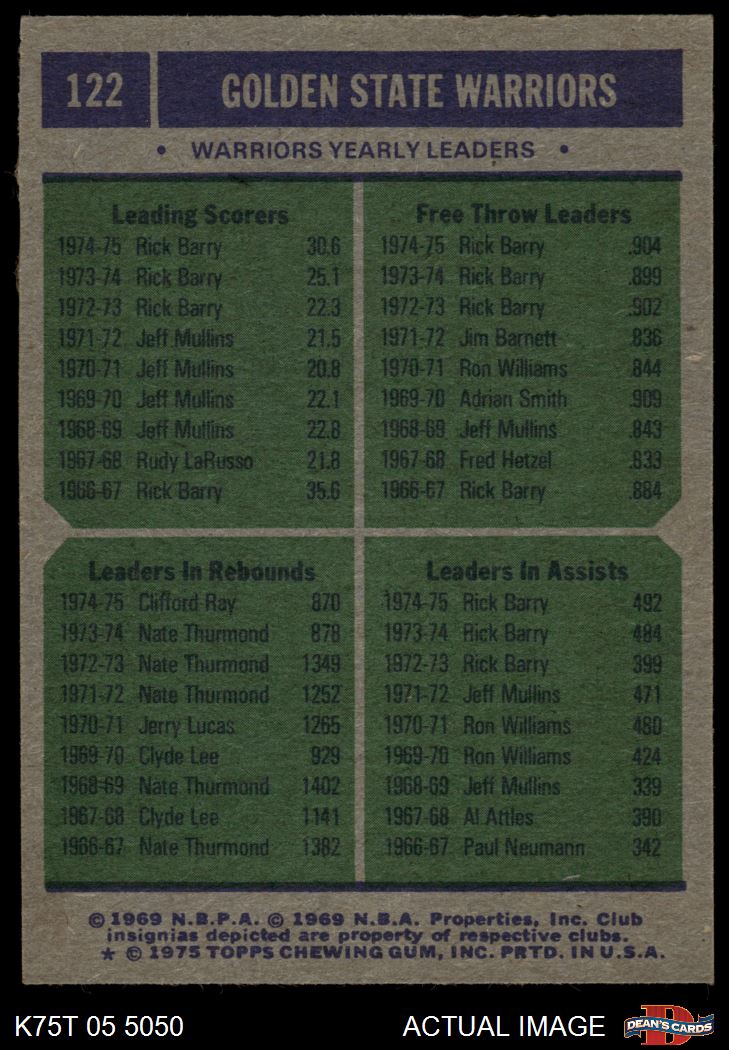 122 GOLDEN STATE WARRIORS
• WARRIORS YEARLY LEADERS •
Leading Scorers
1974-75 Rick Barry 30.6
1973-74 Rick Barry 25.1
1972-73 Rick Barry 22.3
1971-72 Jeff Mullins 21.5
1970-71 Jeff Mullins 20.8
1969-70 Jeff Mullins 22.1
1968-69 Jeff Mullins 22.8
1967-68 Rudy LaRusso 21.8
1966-67 Rick Barry 35.6
Free Throw Leaders
1974-75 Rick Barry .904
1973-74 Rick Barry .899
1972-73 Rick Barry .902
1971-72 Jim Barnett .836
1970-71 Ron Williams .844
1969-70 Adrian Smith .909
1968-69 Jeff Mullins .843
1967-68 Fred Hetzel .833
1966-67 Rick Barry .884
Leaders In Rebounds
1974-75 Clifford Ray 870
1973-74 Nate Thurmond 878
1972-73 Nate Thurmond 1349
1971-72 Nate Thurmond 1252
1970-71 Jerry Lucas 1265
1969-70 Clyde Lee 929
1968-69 Nate Thurmond 1402
1967-68 Clyde Lee 1141
1966-67 Nate Thurmond 1382
Leaders In Assists
1974-75 Rick Barry 492
1973-74 Rick Barry 484
1972-73 Rick Barry 399
1971-72 Jeff Mullins 471
1970-71 Ron Williams 480
1969-70 Ron Williams 424
1968-69 Jeff Mullins 339
1967-68 Al Attles 390
1966-67 Paul Neumann 342
© 1969 N.B.P.A. © 1969 N.B.A. Properties, Inc. Club
insignias depicted are property of respective clubs.
★ © 1975 TOPPS CHEWING GUM, INC. PRTD. IN U.S.A.
K75T 05 5050 ACTUAL IMAGE
D DEAN'S CARDS